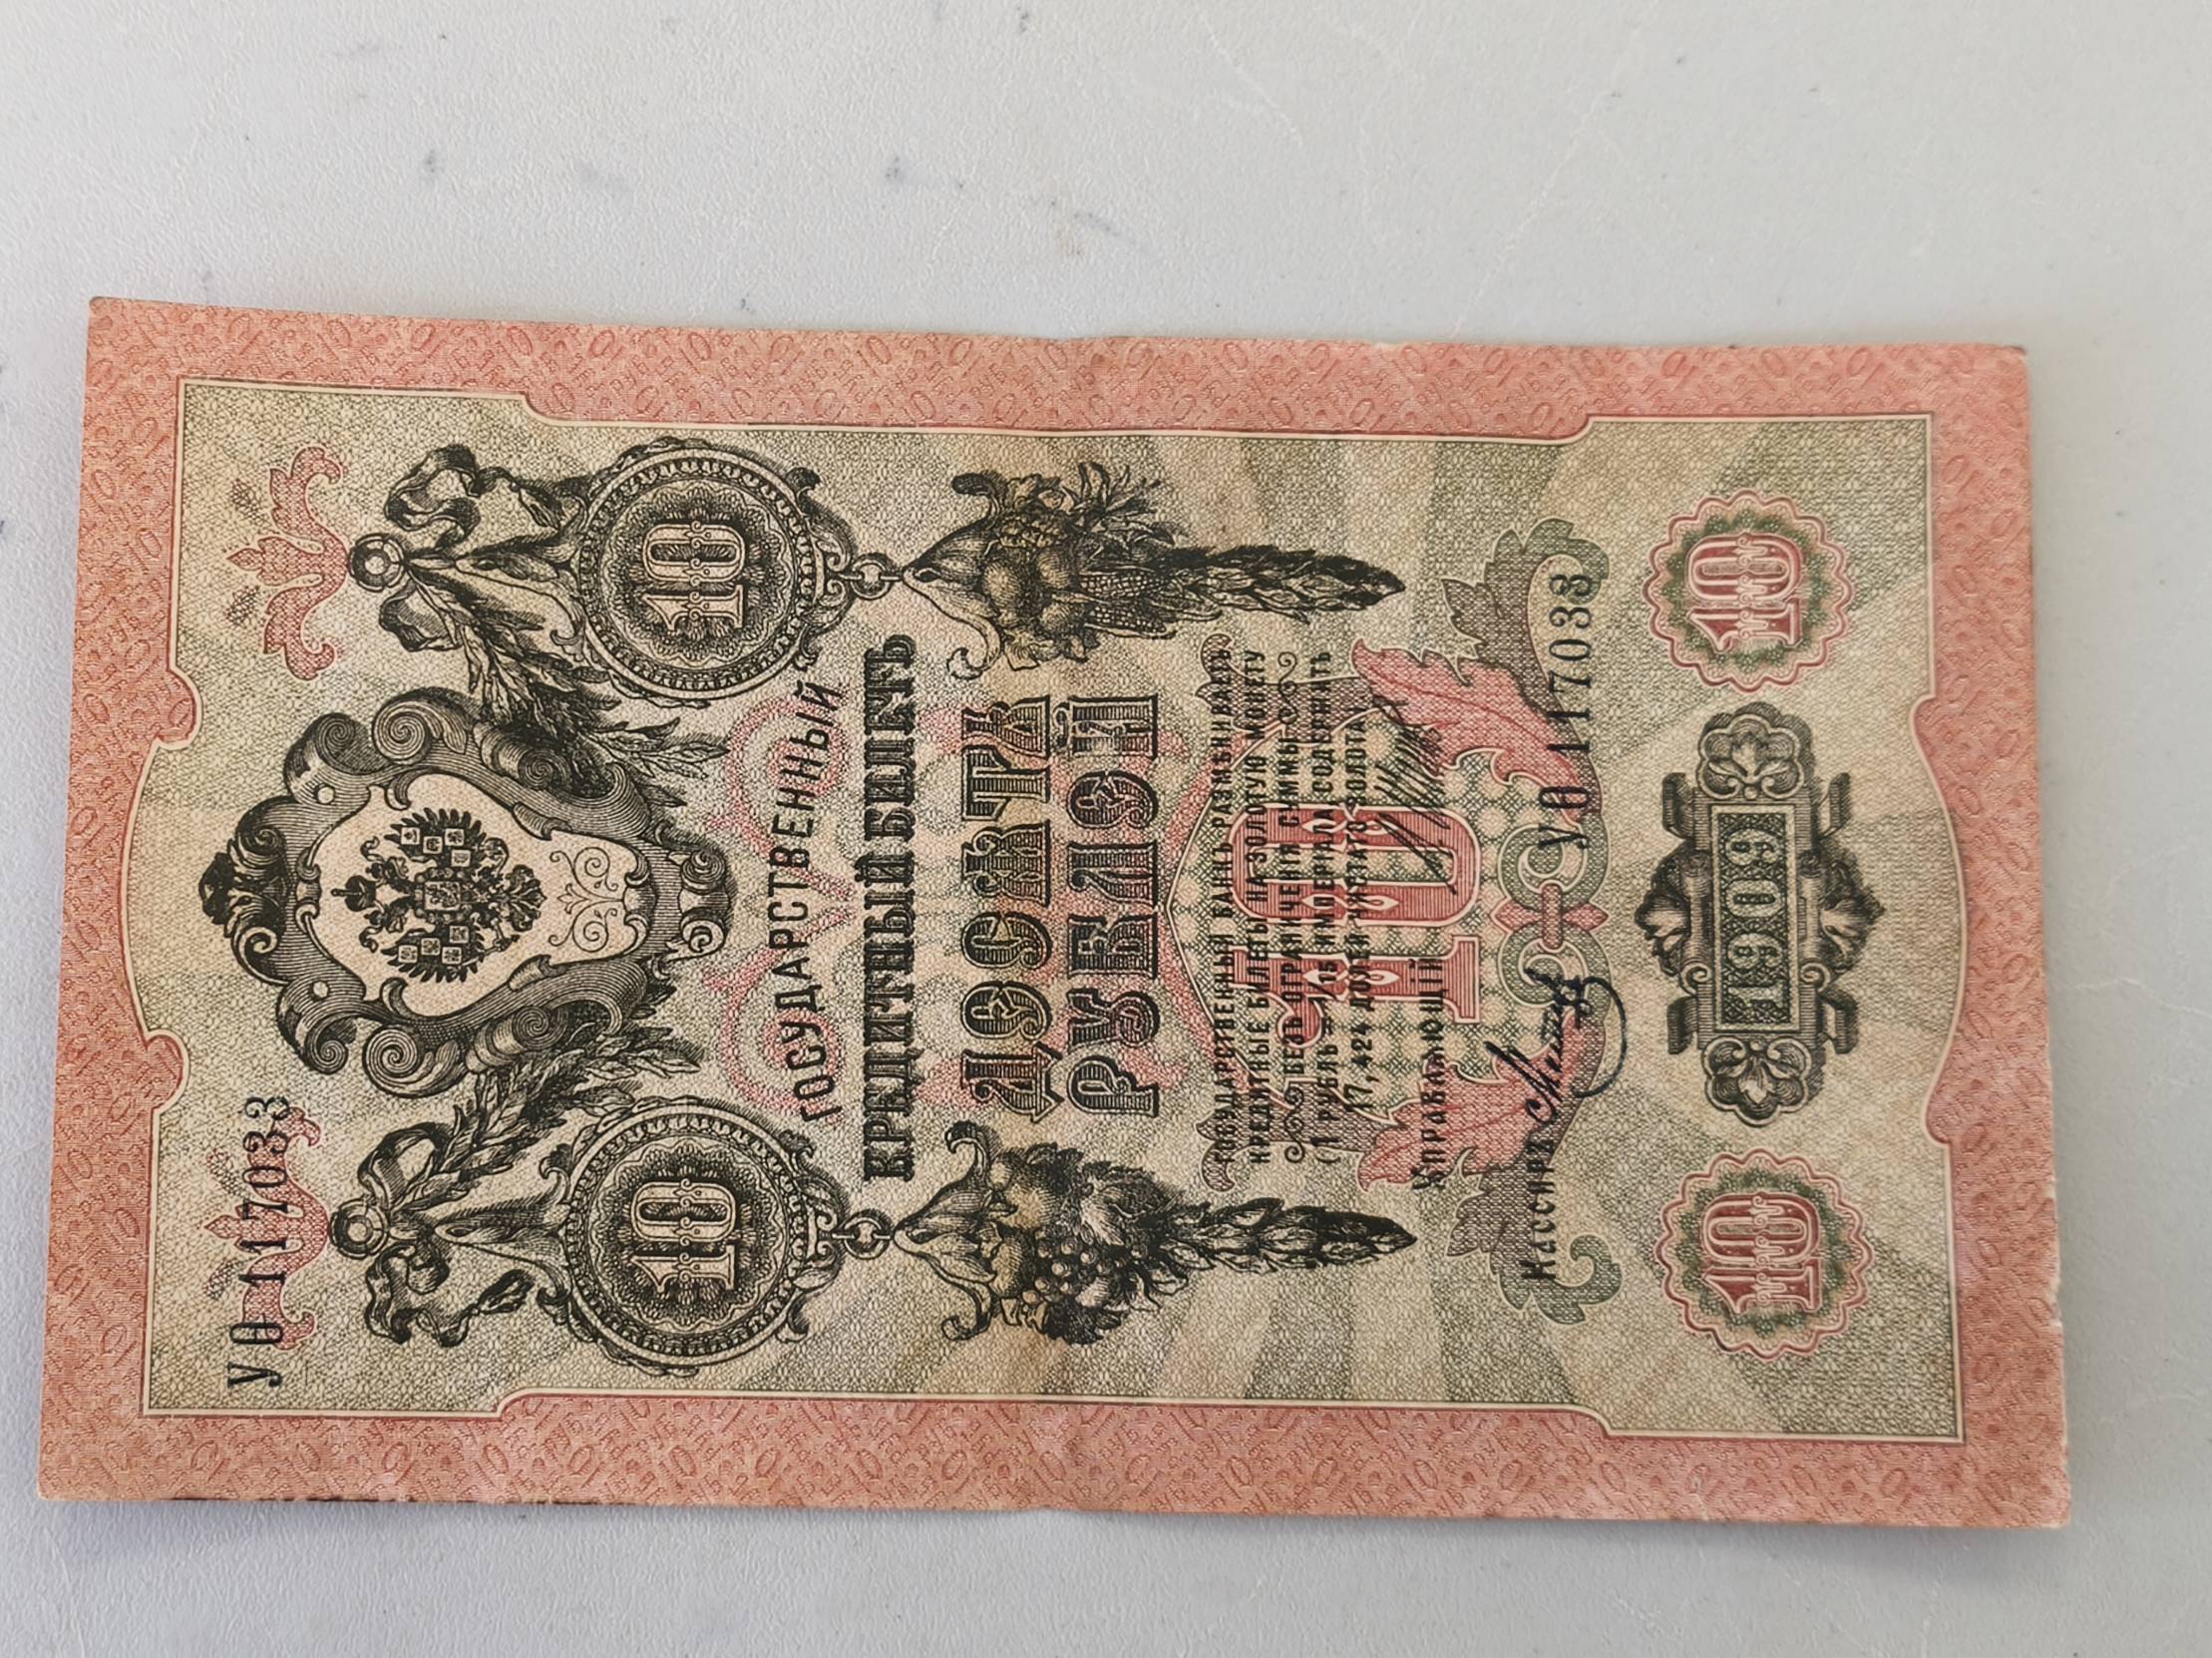 УѲ 117033
10
10
ГОСУДАРСТВЕННЫЙ
КРЕДИТНЫЙ БИЛЕТЪ
ДЕСЯТЬ
РУБЛЕЙ
ГОСУДАРСТВЕННЫЙ БАНКЪ РАЗМѢНИВАЕТЪ
КРЕДИТНЫЕ БИЛЕТЫ НА ЗОЛОТУЮ МОНЕТУ
БЕЗЪ ОГРАНИЧЕНІЯ СУММЫ
(1 РУБЛЬ = 1/15 ИМПЕРІАЛА, СОДЕРЖИТЪ
17,424 ДОЛЕЙ ЧИСТАГО ЗОЛОТА)
10
Управляющій
Кассиръ
УѲ 117033
10
1909
10